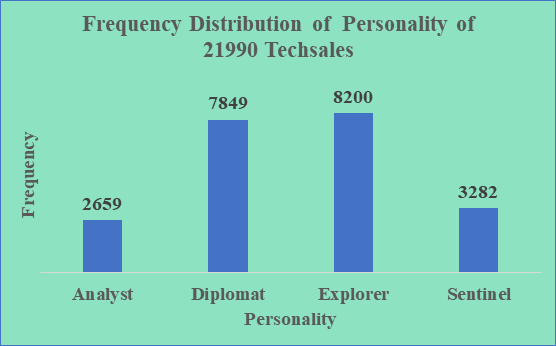 Frequency Distribution of Personality of
21990 Techsales
Frequency
2659
7849
8200
3282
Analyst
Diplomat
Explorer
Sentinel
Personality